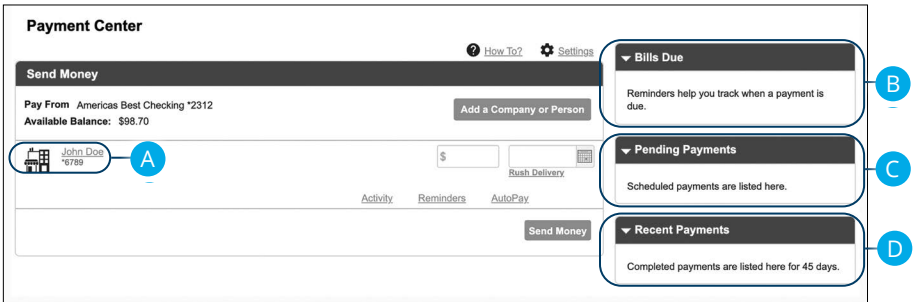 Payment Center
? How To? Settings
Send Money
Pay From Americas Best Checking *2312
Available Balance: $98.70
Add a Company or Person
John Doe
*6789
A
$
Rush Delivery
Activity Reminders AutoPay
Send Money
Bills Due
Reminders help you track when a payment is
due.
B
Pending Payments
Scheduled payments are listed here.
C
Recent Payments
Completed payments are listed here for 45 days.
D